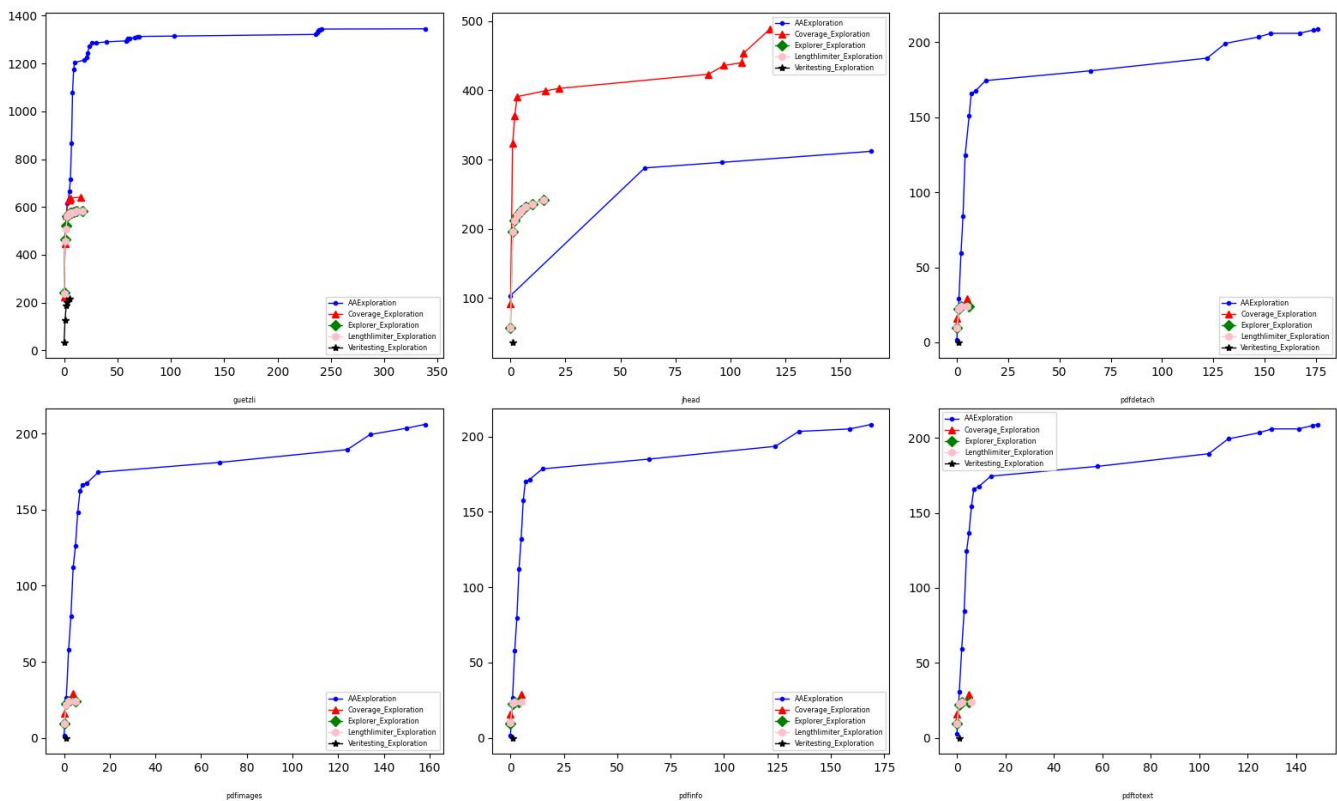 1400
1200
1000
800
600
400
200
0
AAExploration
Coverage_Exploration
Explorer_Exploration
Lengthlimiter_Exploration
Veritesting_Exploration
0 50 100 150 200 250 300 350
guetzli
500
400
300
200
100
AAExploration
Coverage_Exploration
Explorer_Exploration
Lengthlimiter_Exploration
Veritesting_Exploration
0 25 50 75 100 125 150
jhead
200
150
100
50
0
AAExploration
Coverage_Exploration
Explorer_Exploration
Lengthlimiter_Exploration
Veritesting_Exploration
0 25 50 75 100 125 150 175
pdfdetach
200
150
100
50
0
AAExploration
Coverage_Exploration
Explorer_Exploration
Lengthlimiter_Exploration
Veritesting_Exploration
0 20 40 60 80 100 120 140 160
pdfimages
200
150
100
50
0
AAExploration
Coverage_Exploration
Explorer_Exploration
Lengthlimiter_Exploration
Veritesting_Exploration
0 25 50 75 100 125 150 175
pdfinfo
200
150
100
50
0
AAExploration
Coverage_Exploration
Explorer_Exploration
Lengthlimiter_Exploration
Veritesting_Exploration
0 20 40 60 80 100 120 140
pdftotext